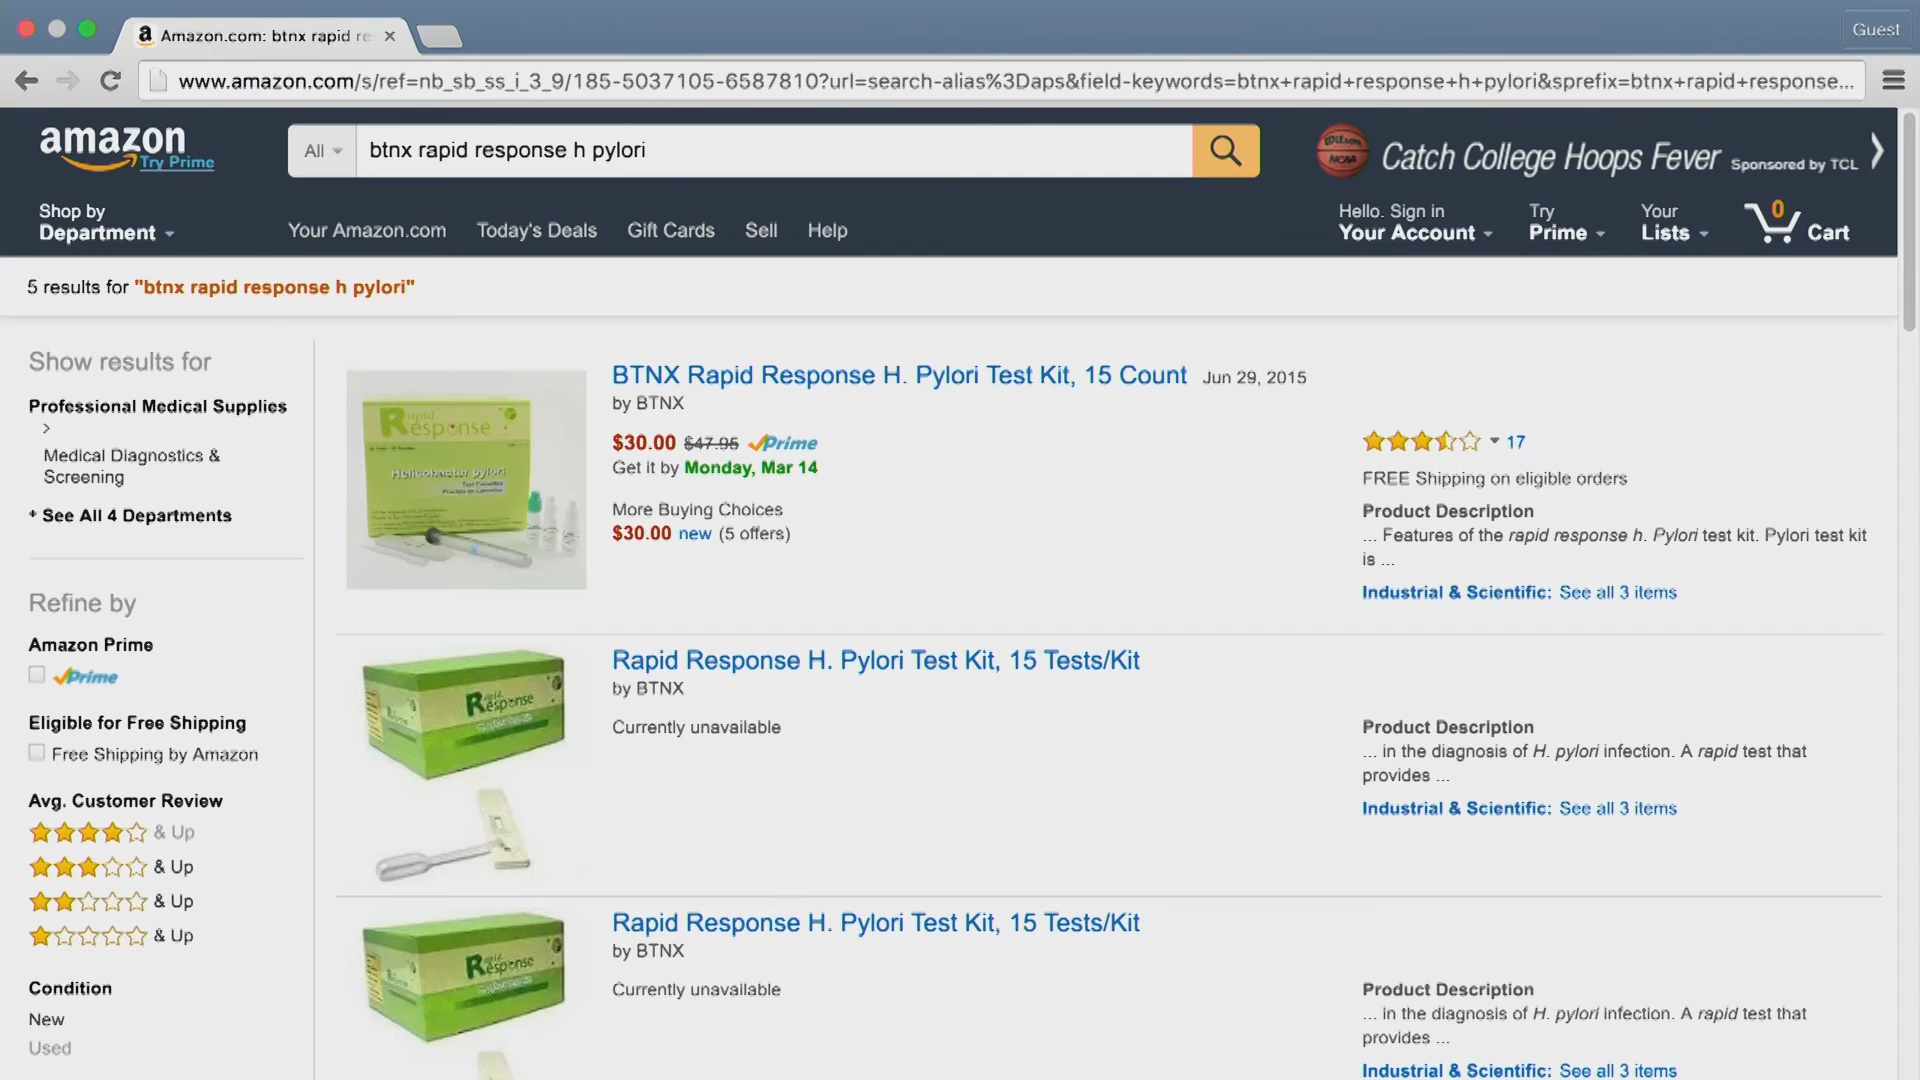 Amazon.com: btnx rapid re
Guest
www.amazon.com/s/ref=nb_sb_ss_i_3_9/185-5037105-6587810?url=search-alias%3Daps&field-keywords=btnx+rapid+response+h+pylori&sprefix=btnx+rapid+response...
amazon
Try Prime
All
btnx rapid response h pylori
Catch College Hoops Fever Sponsored by TCL
Shop by
Department
Your Amazon.com Today's Deals Gift Cards Sell Help
Hello. Sign in
Your Account
Try
Prime
Your
Lists
0
Cart
5 results for "btnx rapid response h pylori"
Show results for
Professional Medical Supplies
>
Medical Diagnostics &
Screening
+ See All 4 Departments
Refine by
Amazon Prime
Prime
Eligible for Free Shipping
Free Shipping by Amazon
Avg. Customer Review
& Up
& Up
& Up
& Up
Condition
New
Used
Rapid
Response
Helicobacter pylori
BTNX Rapid Response H. Pylori Test Kit, 15 Count Jun 29, 2015
by BTNX
$30.00 $47.95 Prime
Get it by Monday, Mar 14
More Buying Choices
$30.00 new (5 offers)
17
FREE Shipping on eligible orders
Product Description
... Features of the rapid response h. Pylori test kit. Pylori test kit
is ...
Industrial & Scientific: See all 3 items
Rapid
Response
Rapid Response H. Pylori Test Kit, 15 Tests/Kit
by BTNX
Currently unavailable
Product Description
... in the diagnosis of H. pylori infection. A rapid test that
provides ...
Industrial & Scientific: See all 3 items
Rapid
Response
Rapid Response H. Pylori Test Kit, 15 Tests/Kit
by BTNX
Currently unavailable
Product Description
... in the diagnosis of H. pylori infection. A rapid test that
provides ...
Industrial & Scientific: See all 3 items